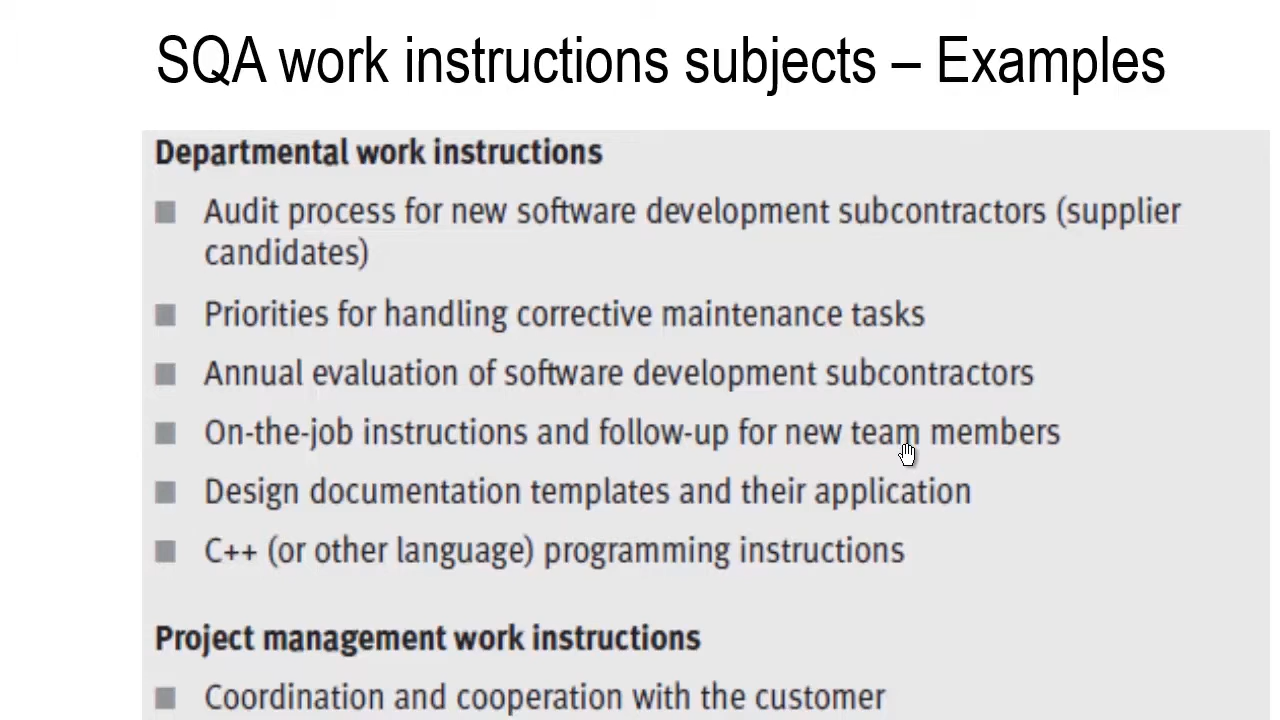 SQA work instructions subjects – Examples
Departmental work instructions
■ Audit process for new software development subcontractors (supplier
candidates)
■ Priorities for handling corrective maintenance tasks
■ Annual evaluation of software development subcontractors
■ On-the-job instructions and follow-up for new team members
■ Design documentation templates and their application
■ C++ (or other language) programming instructions
Project management work instructions
■ Coordination and cooperation with the customer